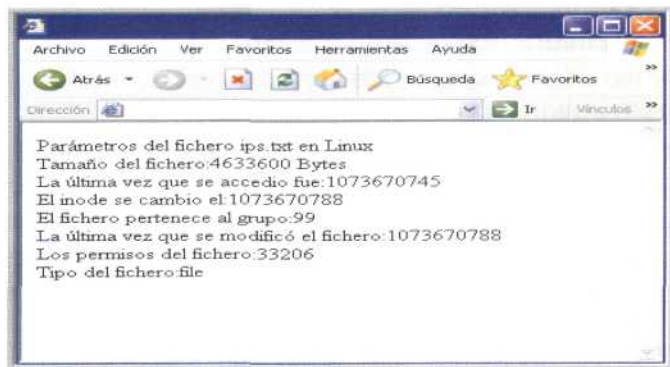 Archivo Edición Ver Favoritos Herramientas Ayuda
Atrás Búsqueda Favoritos
Dirección Ir Vínculos
Parámetros del fichero ips.txt en Linux
Tamaño del fichero:4633600 Bytes
La última vez que se accedio fue:1073670745
El inode se cambio el:1073670788
El fichero pertenece al grupo:99
La última vez que se modificó el fichero:1073670788
Los permisos del fichero:33206
Tipo del fichero:file